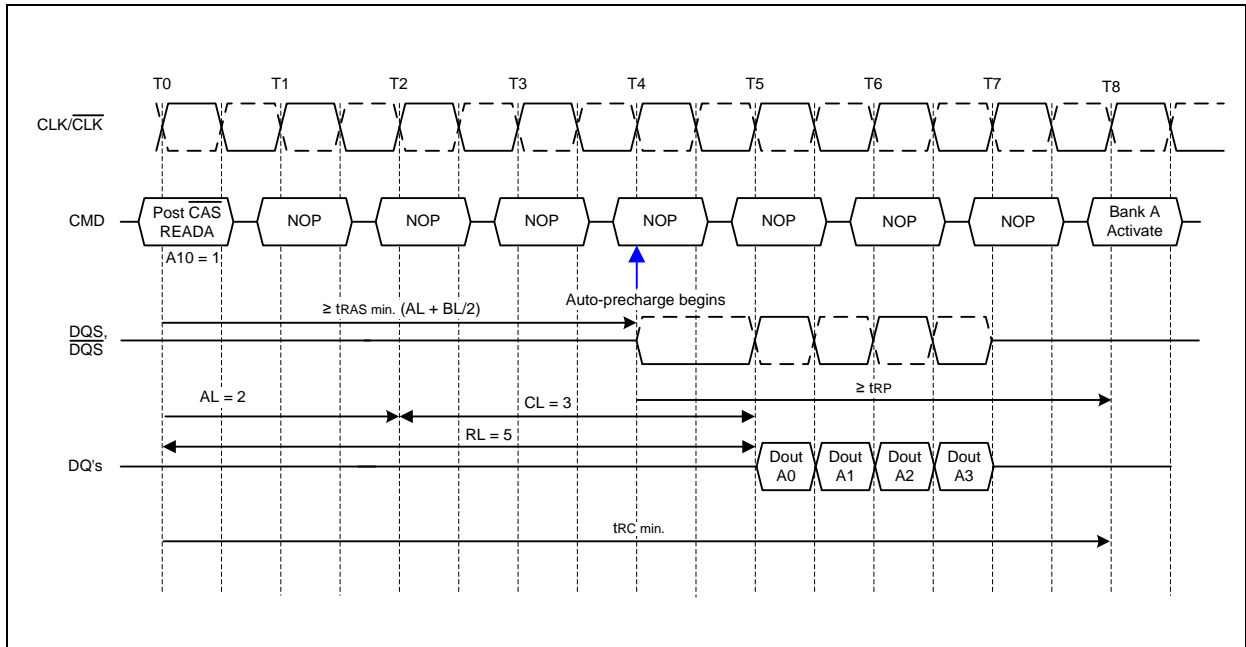 T0 T1 T2 T3 T4 T5 T6 T7 T8
CLK/CLK
CMD
Post CAS
READA
NOP NOP NOP NOP NOP NOP NOP
Bank A
Activate
A10 = 1
Auto-precharge begins
≥ tRAS min. (AL + BL/2)
DQS,
DQS
≥ tRP
AL = 2
CL = 3
RL = 5
DQ's
Dout
A0
Dout
A1
Dout
A2
Dout
A3
tRC min.